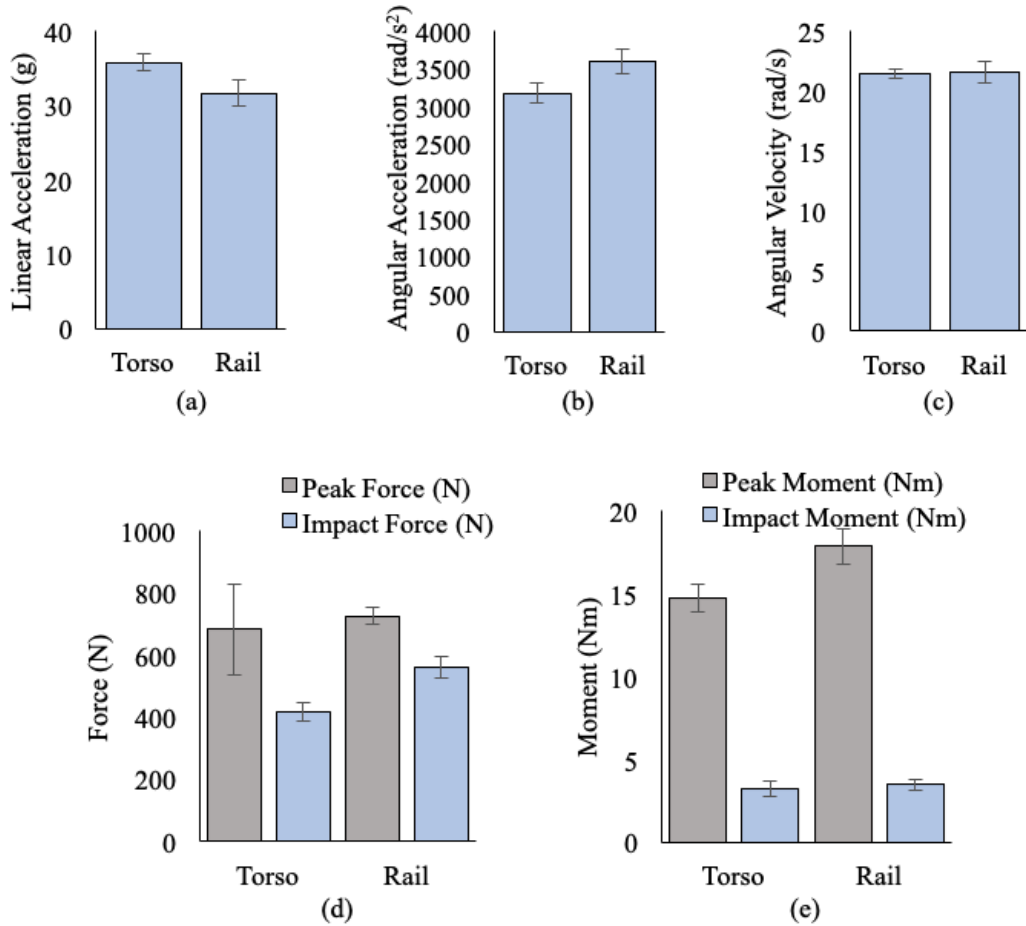 Linear Acceleration (g)
40
30
20
10
0
Torso Rail
(a)
Angular Acceleration (rad/s²)
4000
3500
3000
2500
2000
1500
1000
500
0
Torso Rail
(b)
Angular Velocity (rad/s)
25
20
15
10
5
0
Torso Rail
(c)
Peak Force (N)
Impact Force (N)
Force (N)
1000
800
600
400
200
0
Torso Rail
(d)
Peak Moment (Nm)
Impact Moment (Nm)
Moment (Nm)
20
15
10
5
0
Torso Rail
(e)